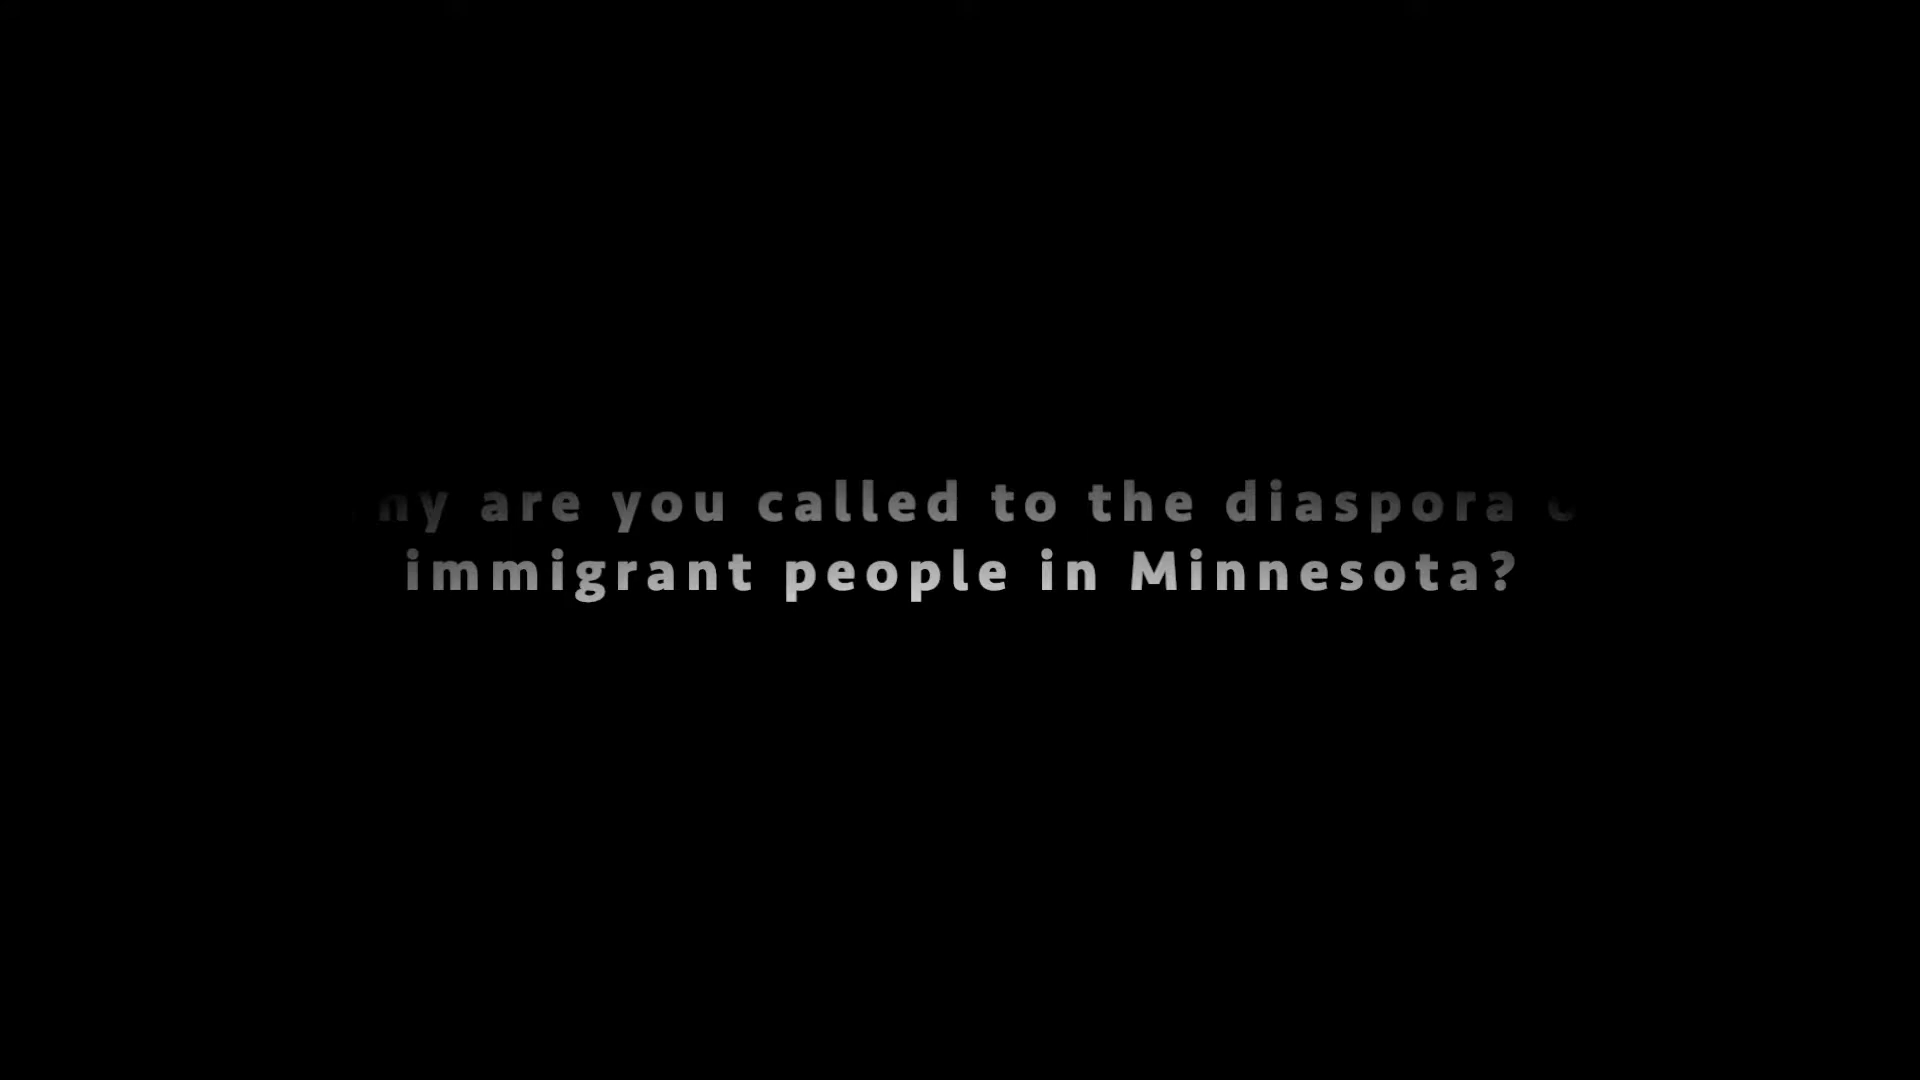 are you called to the diaspora
immigrant people in Minnesota?